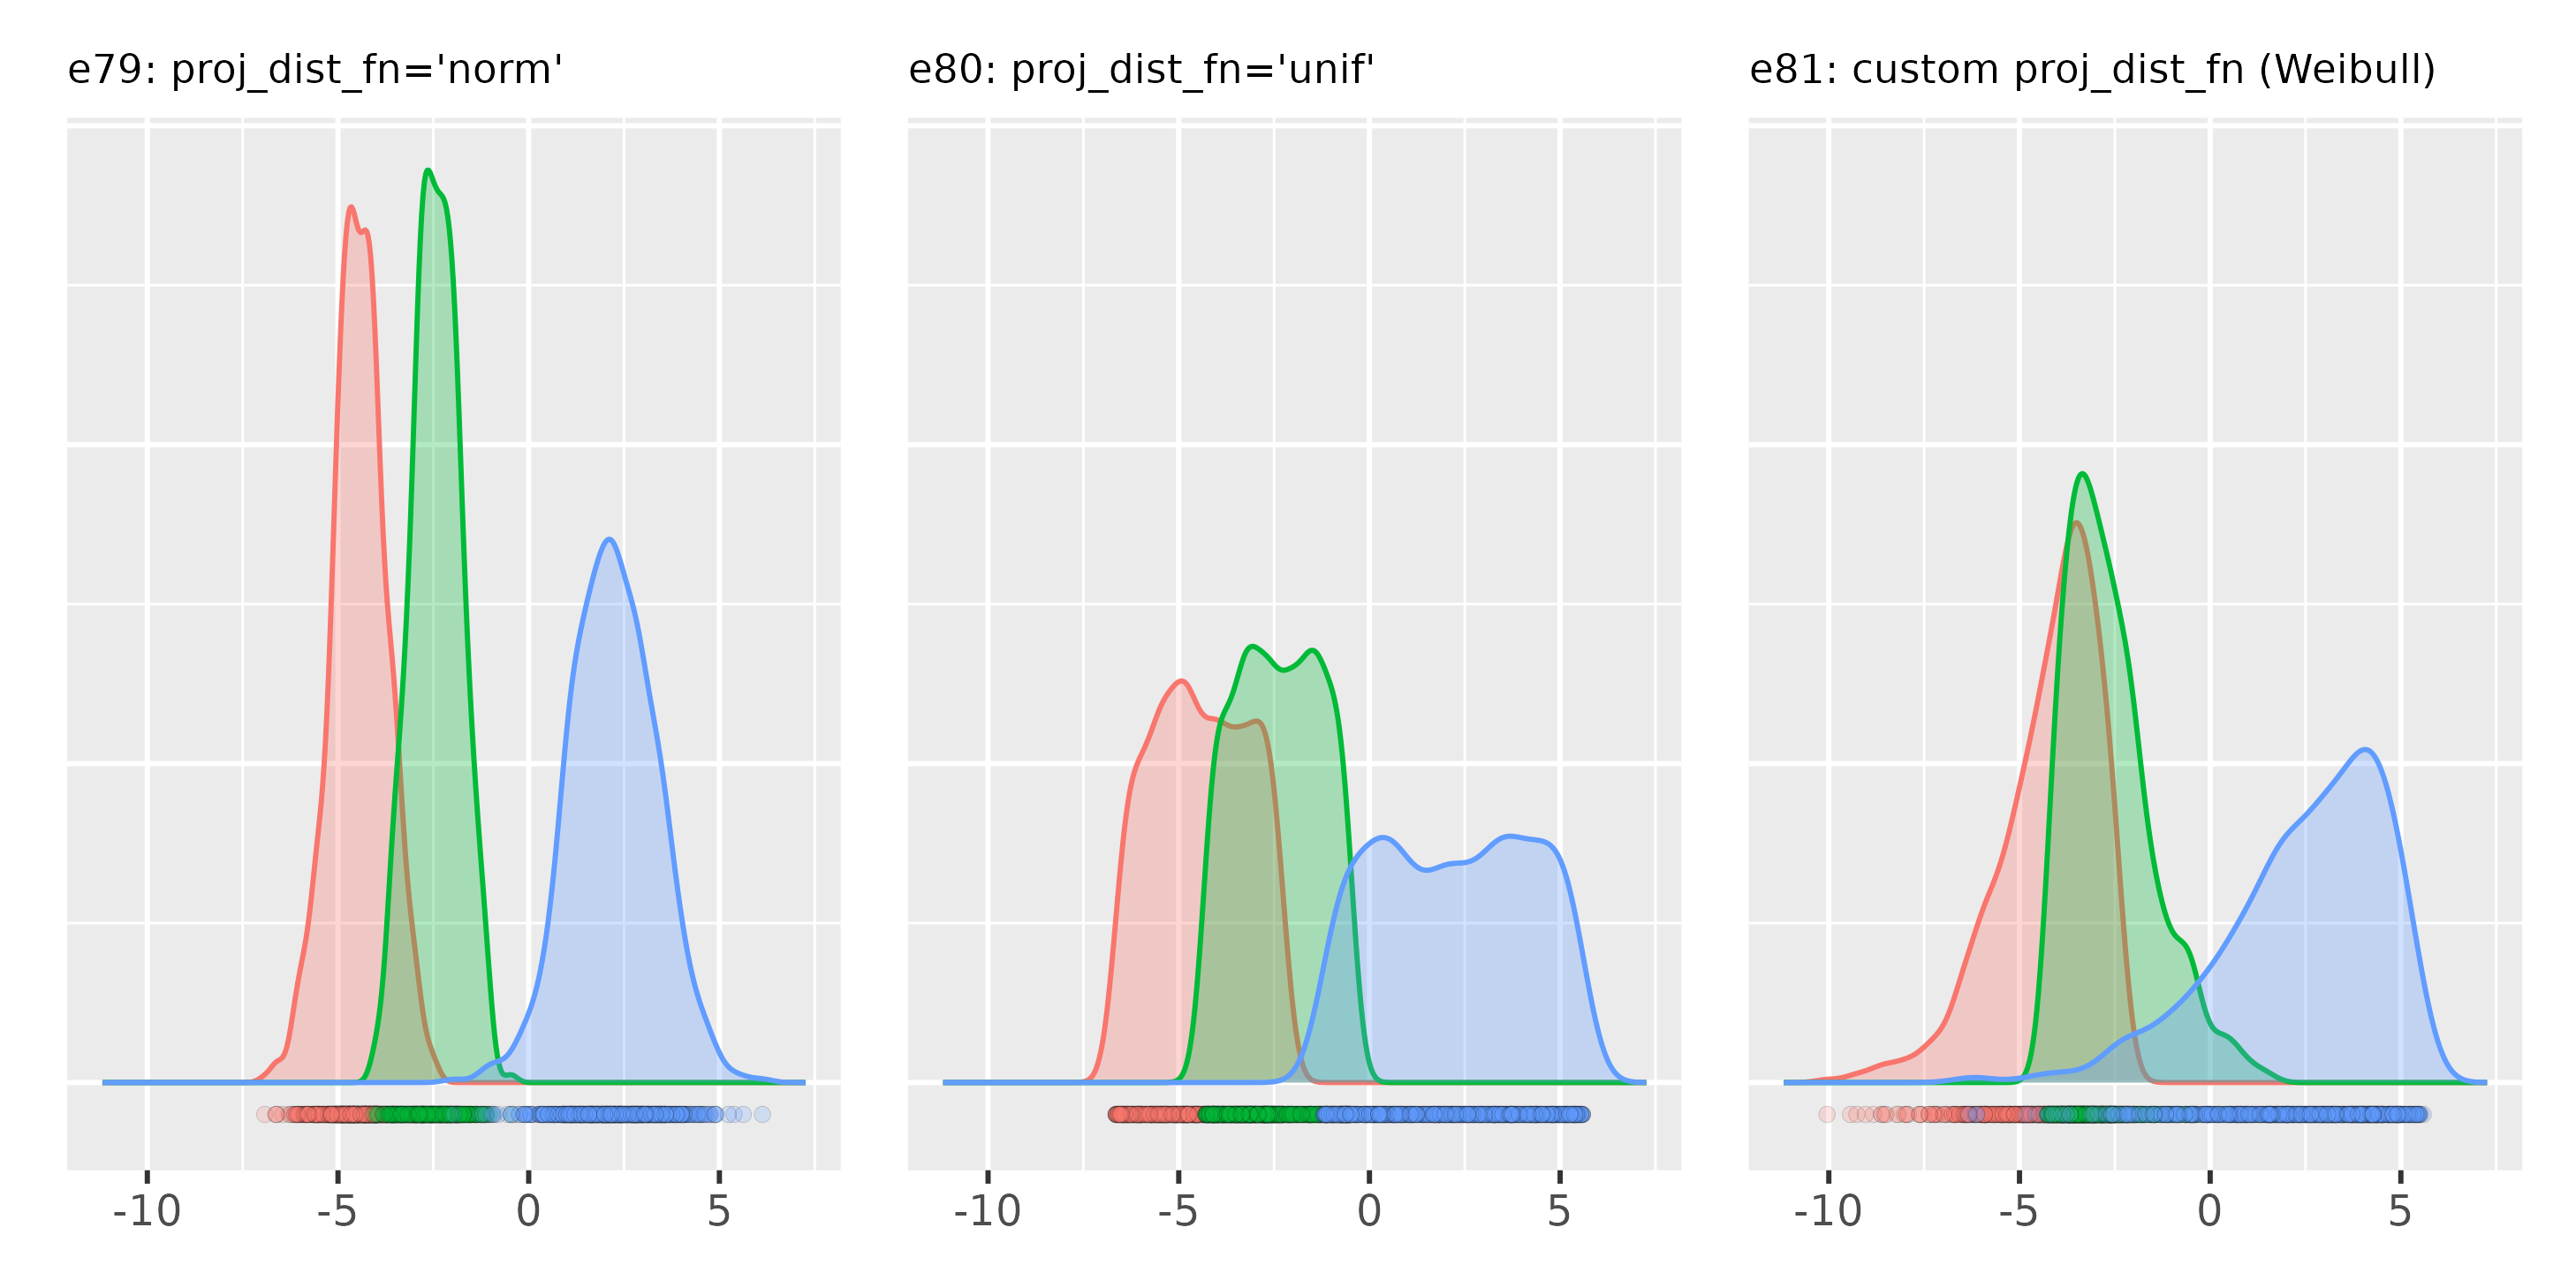 e79: proj_dist_fn='norm'
e80: proj_dist_fn='unif'
e81: custom proj_dist_fn (Weibull)
-10 -5 0 5
-10 -5 0 5
-10 -5 0 5